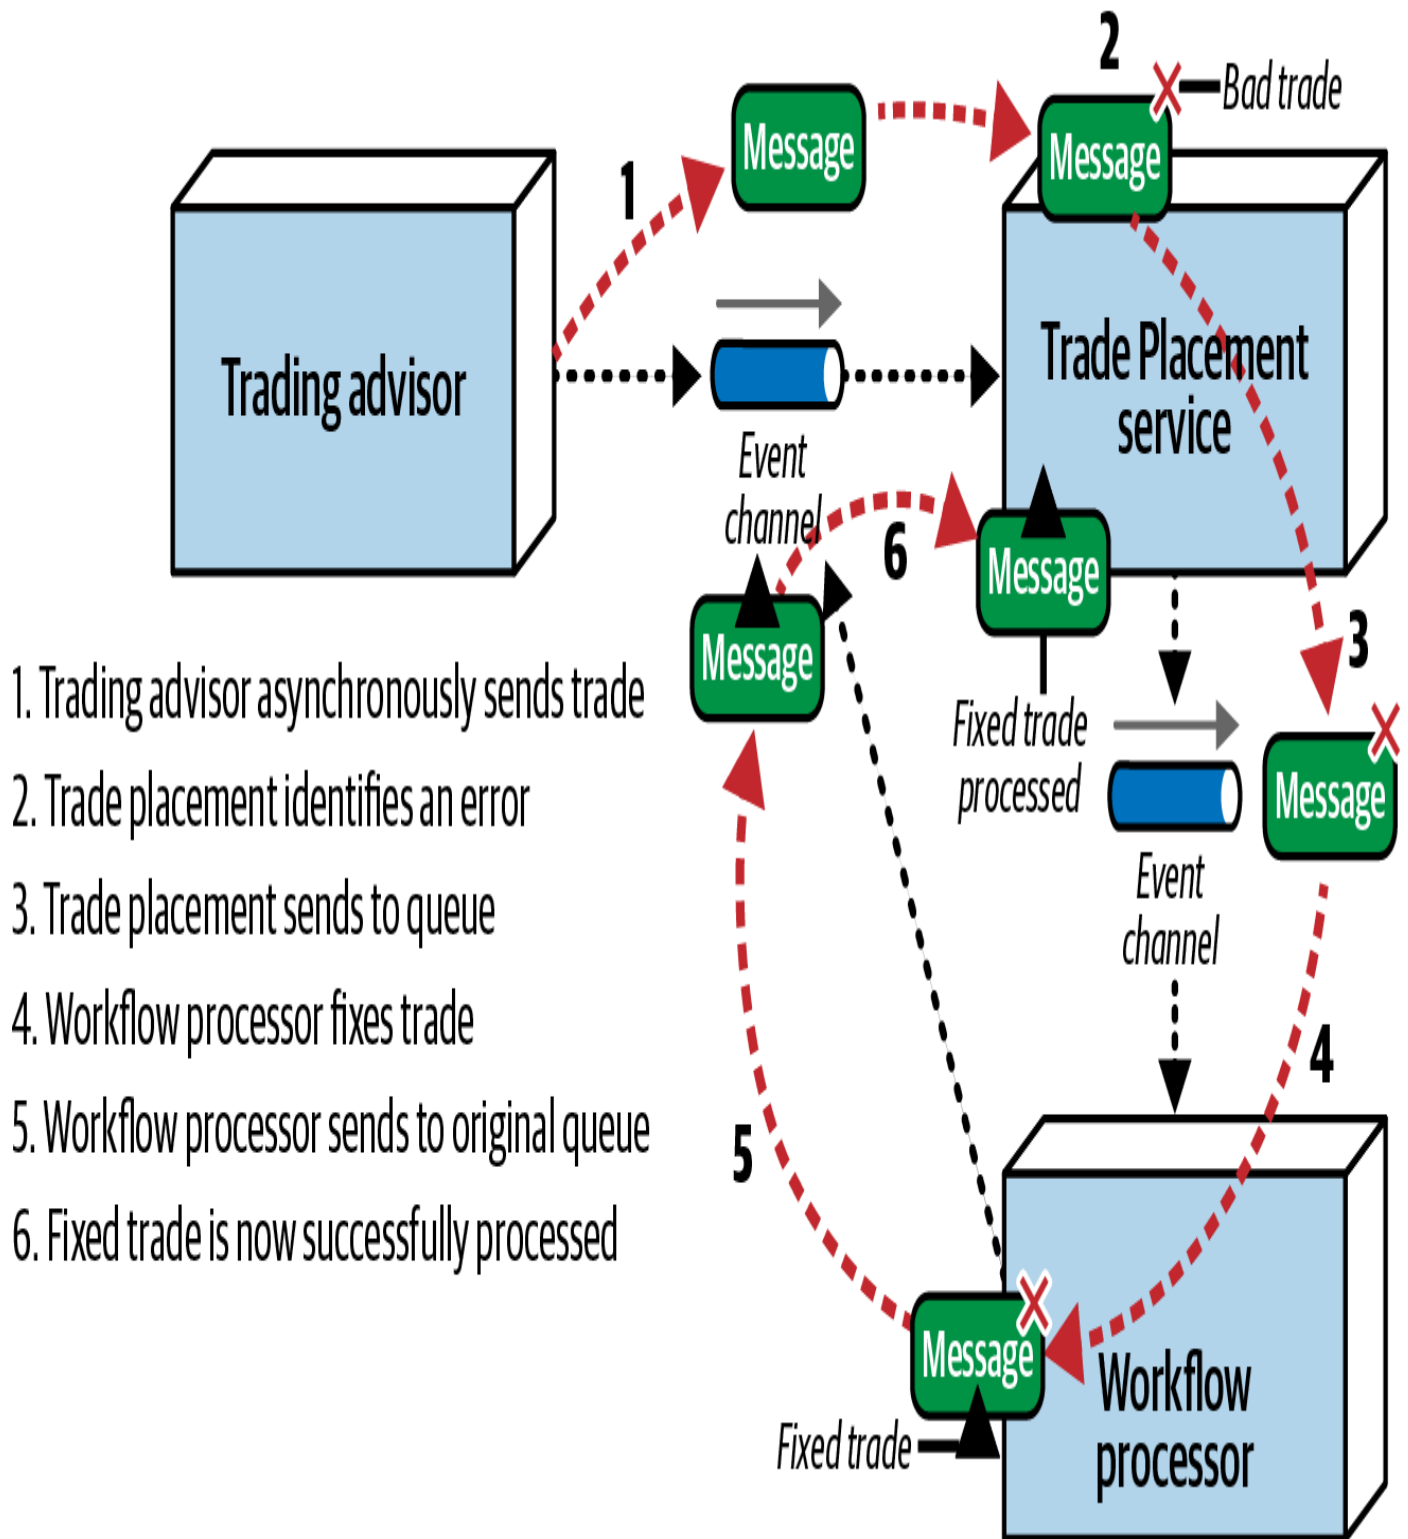 2
Bad trade
Message
Message
1
Trading advisor
Trade Placement
service
Event
channel
6
Message
Message
3
1. Trading advisor asynchronously sends trade
Fixed trade
processed
Message
2. Trade placement identifies an error
3. Trade placement sends to queue
Event
channel
4. Workflow processor fixes trade
4
5. Workflow processor sends to original queue
5
6. Fixed trade is now successfully processed
Message
Workflow
processor
Fixed trade